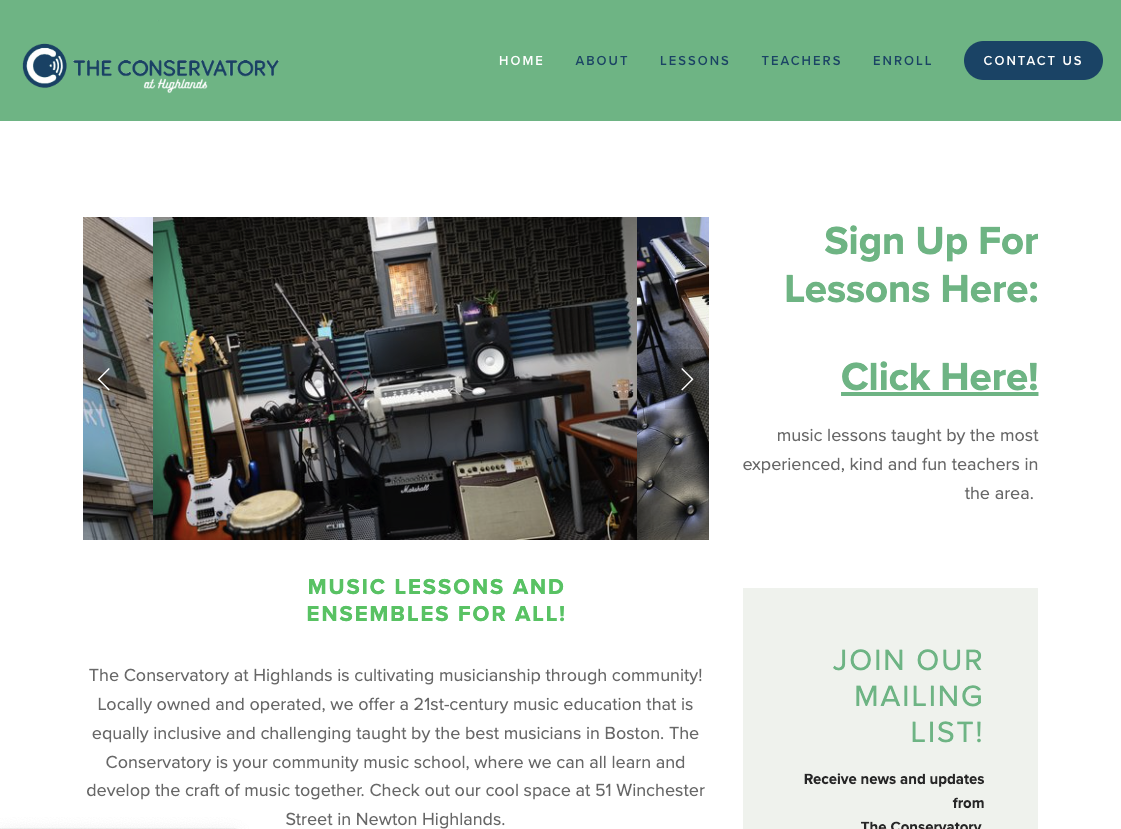 THE CONSERVATORY
at Highlands
HOME ABOUT LESSONS TEACHERS ENROLL CONTACT US
RY
Marshall
CUBE
Sign Up For
Lessons Here:
Click Here!
music lessons taught by the most
experienced, kind and fun teachers in
the area.
MUSIC LESSONS AND
ENSEMBLES FOR ALL!
The Conservatory at Highlands is cultivating musicianship through community!
Locally owned and operated, we offer a 21st-century music education that is
equally inclusive and challenging taught by the best musicians in Boston. The
Conservatory is your community music school, where we can all learn and
develop the craft of music together. Check out our cool space at 51 Winchester
Street in Newton Highlands.
JOIN OUR
MAILING
LIST!
Receive news and updates
from
The Conservatory.